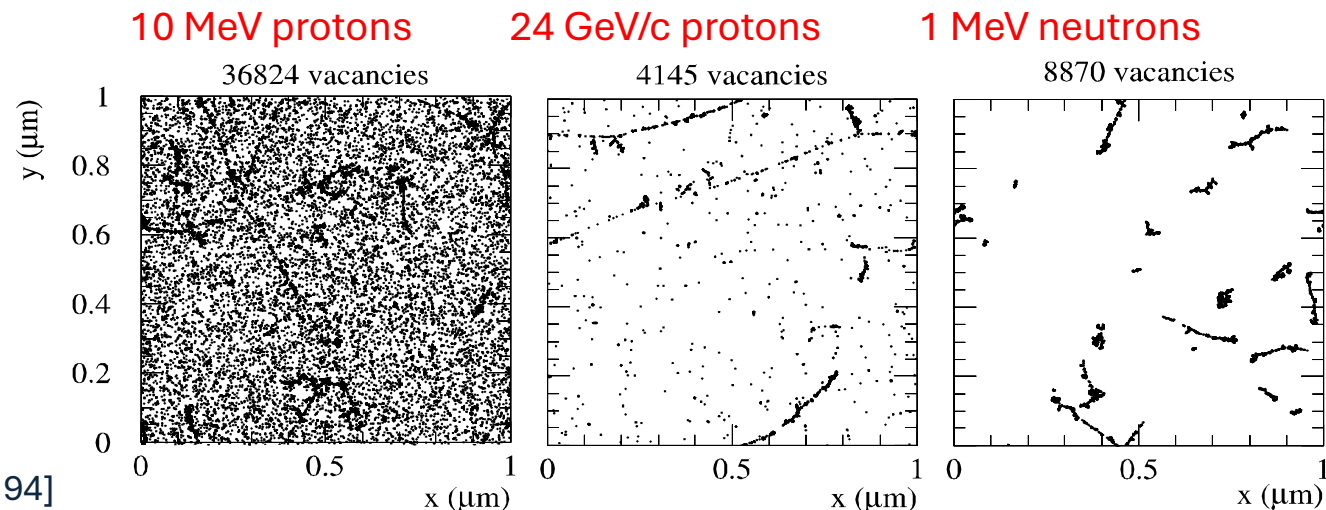 10 MeV protons 24 GeV/c protons 1 MeV neutrons
36824 vacancies 4145 vacancies 8870 vacancies
y (μm)
1
0.8
0.6
0.4
0.2
0
0 0.5 1 0 0.5 1 0 0.5 1
x (μm) x (μm) x (μm)
94]